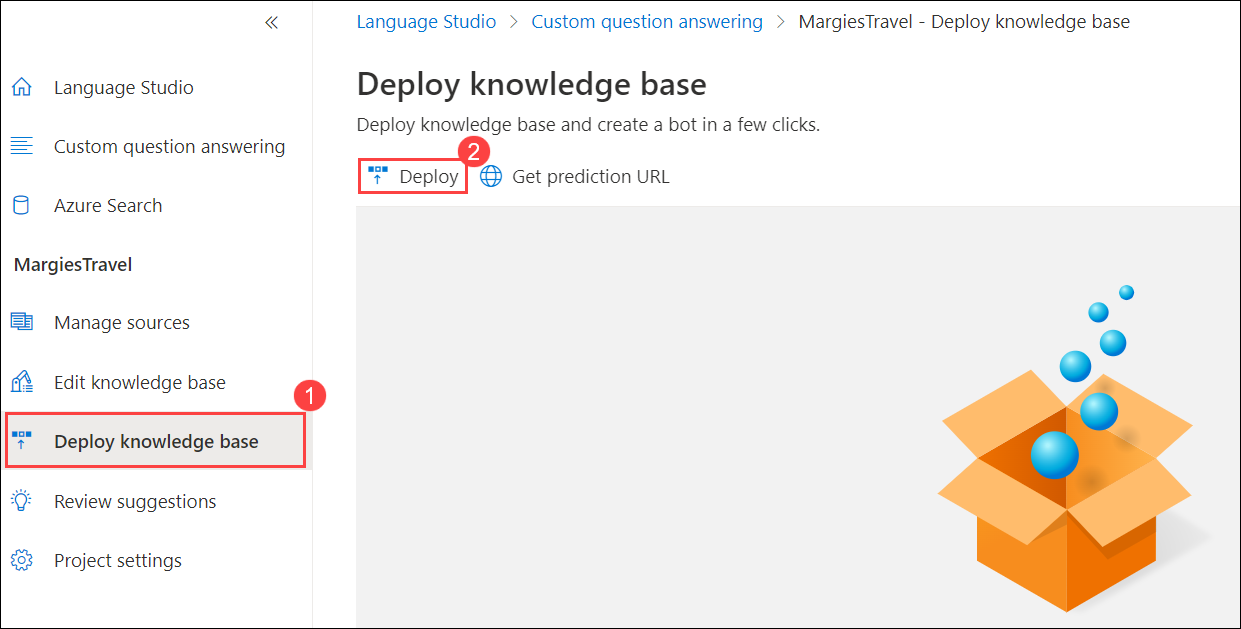 Language Studio
Custom question answering
Azure Search
MargiesTravel
Manage sources
Edit knowledge base
1
Deploy knowledge base
Review suggestions
Project settings
Language Studio > Custom question answering > MargiesTravel - Deploy knowledge base
Deploy knowledge base
Deploy knowledge base and create a bot in a few clicks.
2
Deploy Get prediction URL